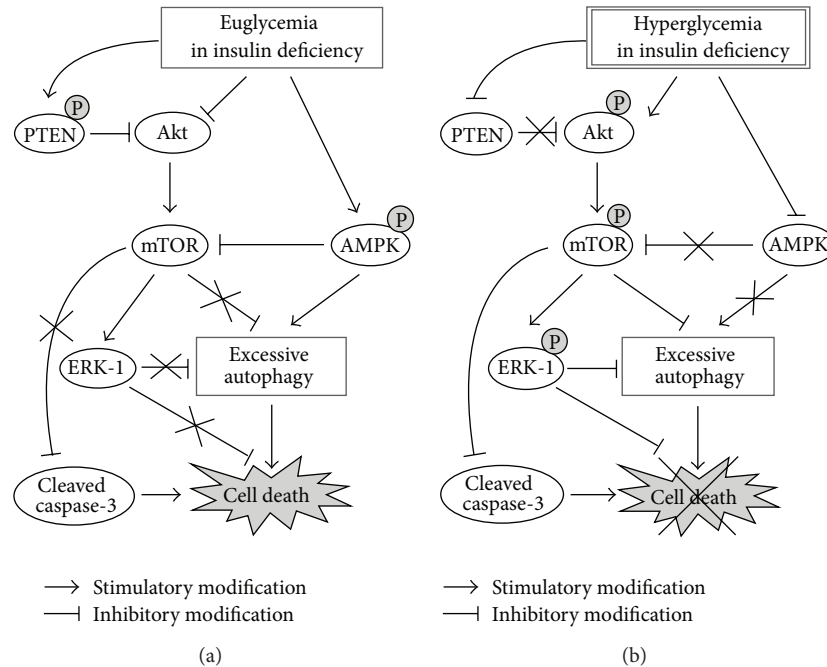 Euglycemia
in insulin deficiency
P
PTEN
Akt
P
mTOR
AMPK
ERK-1
Excessive
autophagy
Cleaved
caspase-3
Cell death
Stimulatory modification
Inhibitory modification
(a)
Hyperglycemia
in insulin deficiency
P
PTEN
Akt
P
mTOR
AMPK
P
ERK-1
Excessive
autophagy
Cleaved
caspase-3
Cell death
Stimulatory modification
Inhibitory modification
(b)